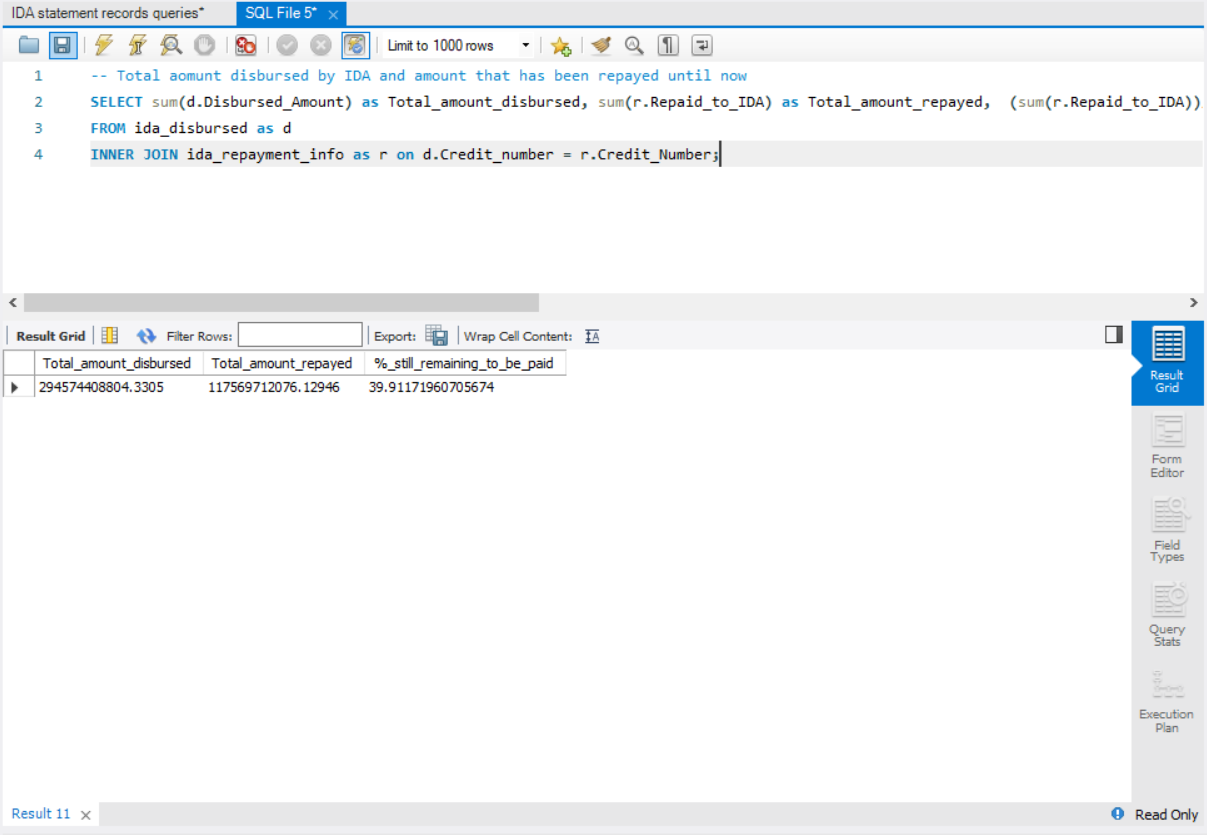 IDA statement records queries*
SQL File 5*
Limit to 1000 rows
1 -- Total aomunt disbursed by IDA and amount that has been repayed until now
2 SELECT sum(d.Disbursed_Amount) as Total_amount_disbursed, sum(r.Repaid_to_IDA) as Total_amount_repayed, (sum(r.Repaid_to_IDA))
3 FROM ida_disbursed as d
4 INNER JOIN ida_repayment_info as r on d.Credit_number = r.Credit_Number;
Result Grid Filter Rows: Export: Wrap Cell Content:
Total_amount_disbursed Total_amount_repayed %_still_remaining_to_be_paid
294574408804.3305 117569712076.12946 39.91171960705674
Result
Grid
Form
Editor
Field
Types
Query
Stats
Execution
Plan
Result 11
Read Only